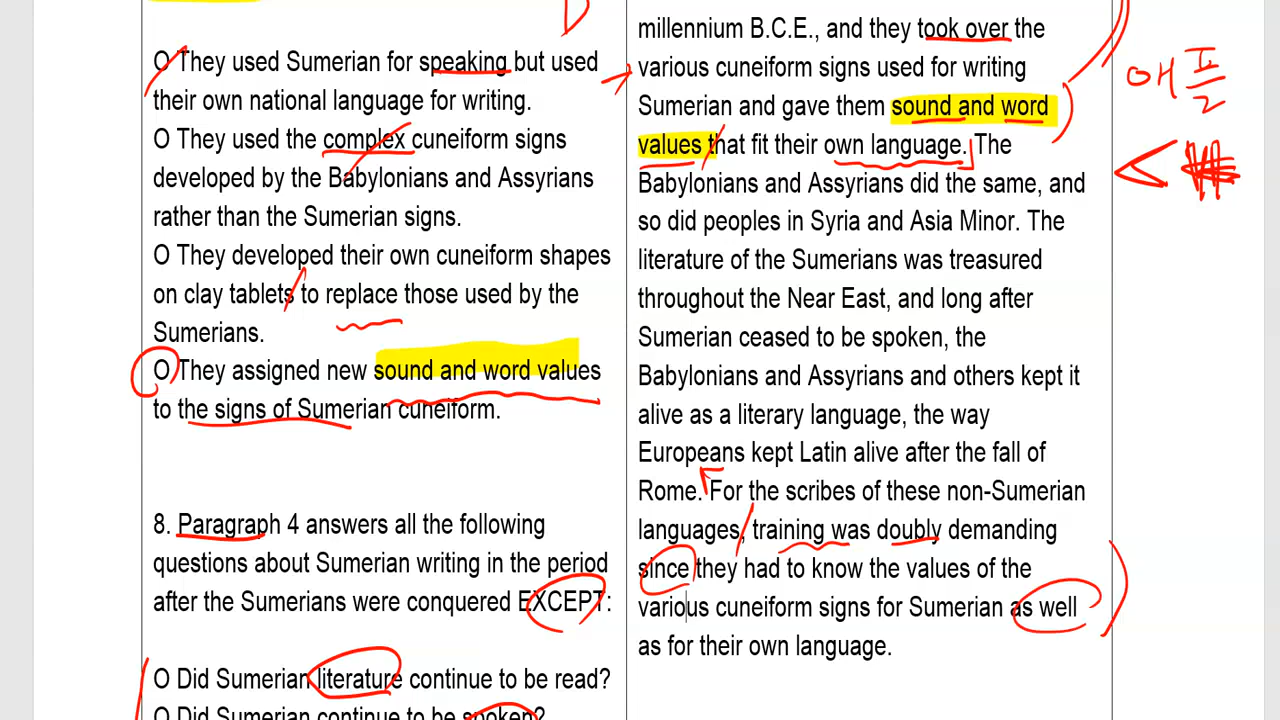 O They used Sumerian for speaking but used
their own national language for writing.
O They used the complex cuneiform signs
developed by the Babylonians and Assyrians
rather than the Sumerian signs.
O They developed their own cuneiform shapes
on clay tablets to replace those used by the
Sumerians.
O They assigned new sound and word values
to the signs of Sumerian cuneiform.
8. Paragraph 4 answers all the following
questions about Sumerian writing in the period
after the Sumerians were conquered EXCEPT:
O Did Sumerian literature continue to be read?
O Did Sumerian continue to be spoken?
millennium B.C.E., and they took over the
various cuneiform signs used for writing
Sumerian and gave them sound and word
values that fit their own language. The
Babylonians and Assyrians did the same, and
so did peoples in Syria and Asia Minor. The
literature of the Sumerians was treasured
throughout the Near East, and long after
Sumerian ceased to be spoken, the
Babylonians and Assyrians and others kept it
alive as a literary language, the way
Europeans kept Latin alive after the fall of
Rome. For the scribes of these non-Sumerian
languages, training was doubly demanding
since they had to know the values of the
various cuneiform signs for Sumerian as well
as for their own language.